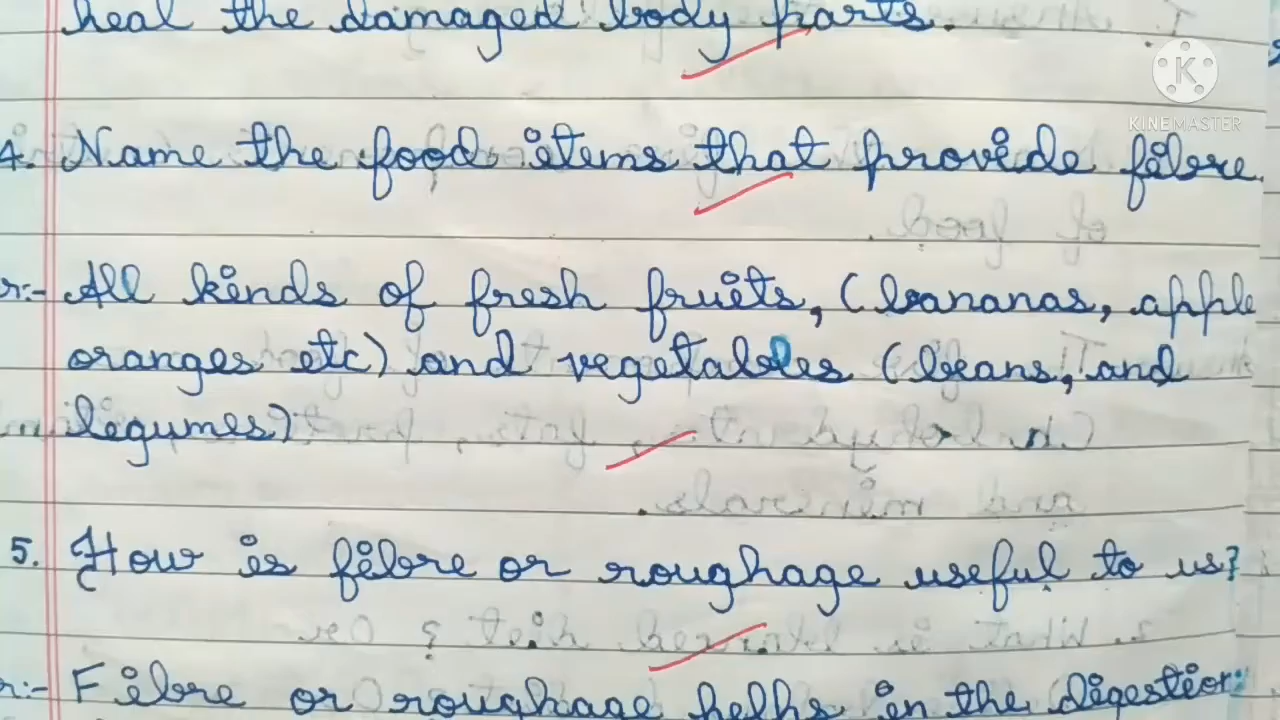 heal the damaged body parts.
KINEMASTER
4. Name the food items that provide fibre.
r:- All kinds of fresh fruits, (bananas, apple
oranges etc) and vegetables (beans, and
legumes)
5. How is fibre or roughage useful to us?
r:- Fibre or roughage helps in the digestion